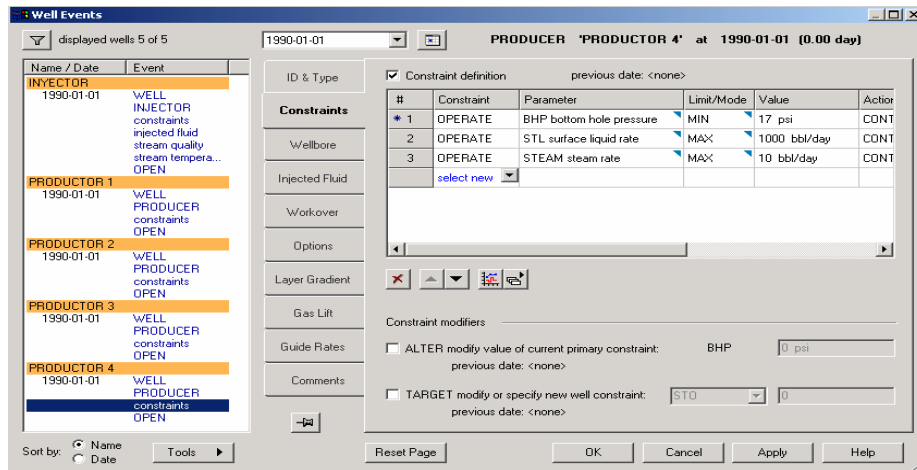 Well Events
displayed wells 5 of 5
1990-01-01
PRODUCER 'PRODUCTOR 4' at 1990-01-01 (0.00 day)
Name / Date Event
INYECTOR
1990-01-01 WELL
INJECTOR
constraints
injected fluid
stream quality
stream tempera...
OPEN
PRODUCTOR 1
1990-01-01 WELL
PRODUCER
constraints
OPEN
PRODUCTOR 2
1990-01-01 WELL
PRODUCER
constraints
OPEN
PRODUCTOR 3
1990-01-01 WELL
PRODUCER
constraints
OPEN
PRODUCTOR 4
1990-01-01 WELL
PRODUCER
constraints
OPEN
Sort by: Name
Date
Tools
ID & Type
Constraints
Wellbore
Injected Fluid
Workover
Options
Layer Gradient
Gas Lift
Guide Rates
Comments
Constraint definition previous date: <none>
# Constraint Parameter Limit/Mode Value Action
* 1 OPERATE BHP bottom hole pressure MIN 17 psi CONT
2 OPERATE STL surface liquid rate MAX 1000 bbl/day CONT
3 OPERATE STEAM steam rate MAX 10 bbl/day CONT
select new
Constraint modifiers
ALTER modify value of current primary constraint: BHP 0 psi
previous date: <none>
TARGET modify or specify new well constraint: STO 0
previous date: <none>
Reset Page OK Cancel Apply Help